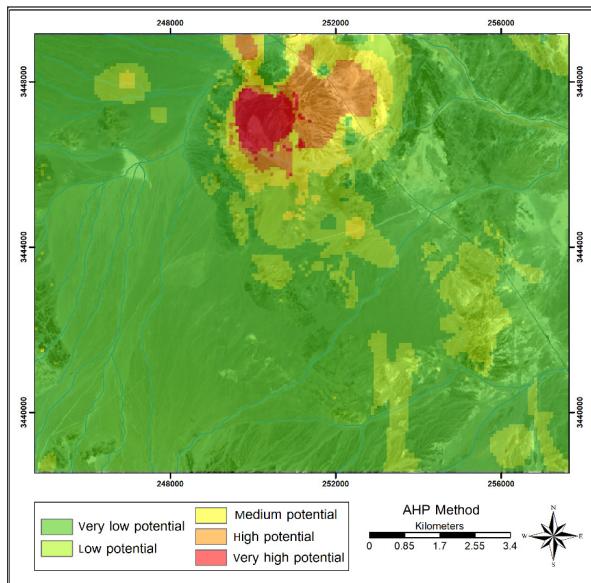 248000 252000 256000
3448000 3448000
3444000 3444000
3440000 3440000
248000 252000 256000
Very low potential
Low potential
Medium potential
High potential
Very high potential
AHP Method
Kilometers
0 0.85 1.7 2.55 3.4
N
W E
S